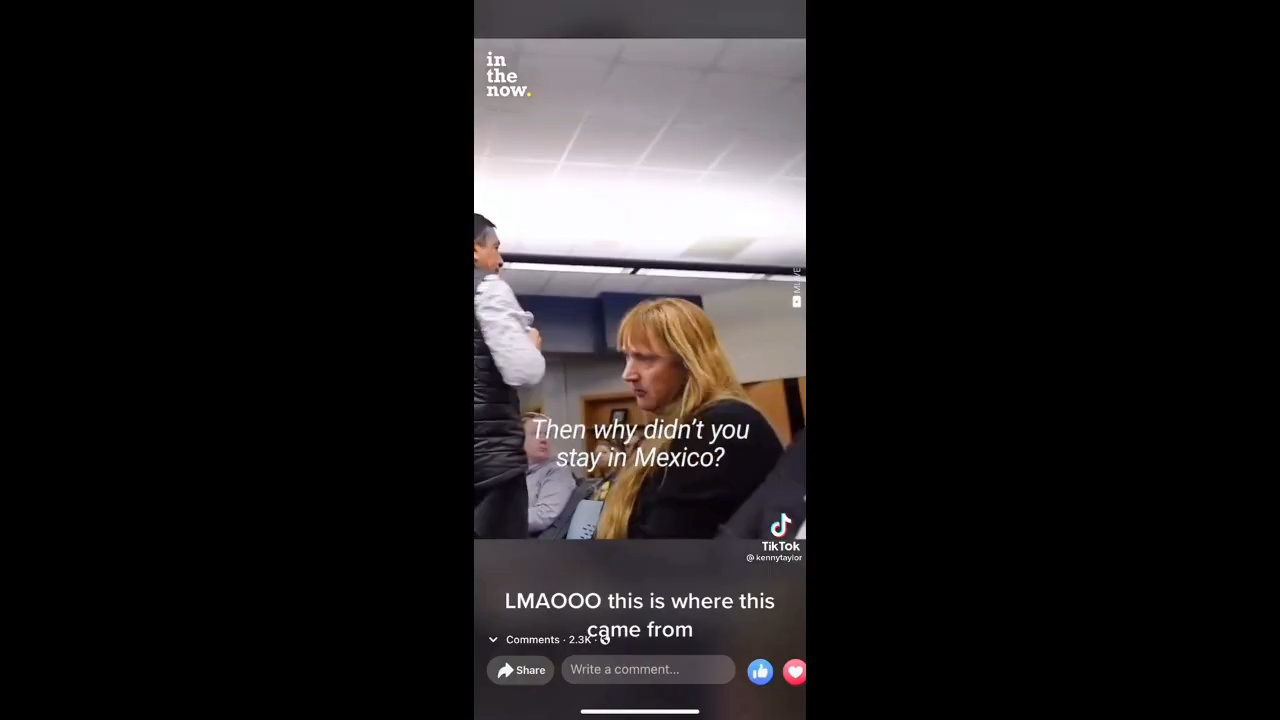 in
the
now.
Then why didn't you
stay in Mexico?
TikTok
@kennytaylor
LMAOOO this is where this
came from
Comments · 2.3K ·
Share
Write a comment...